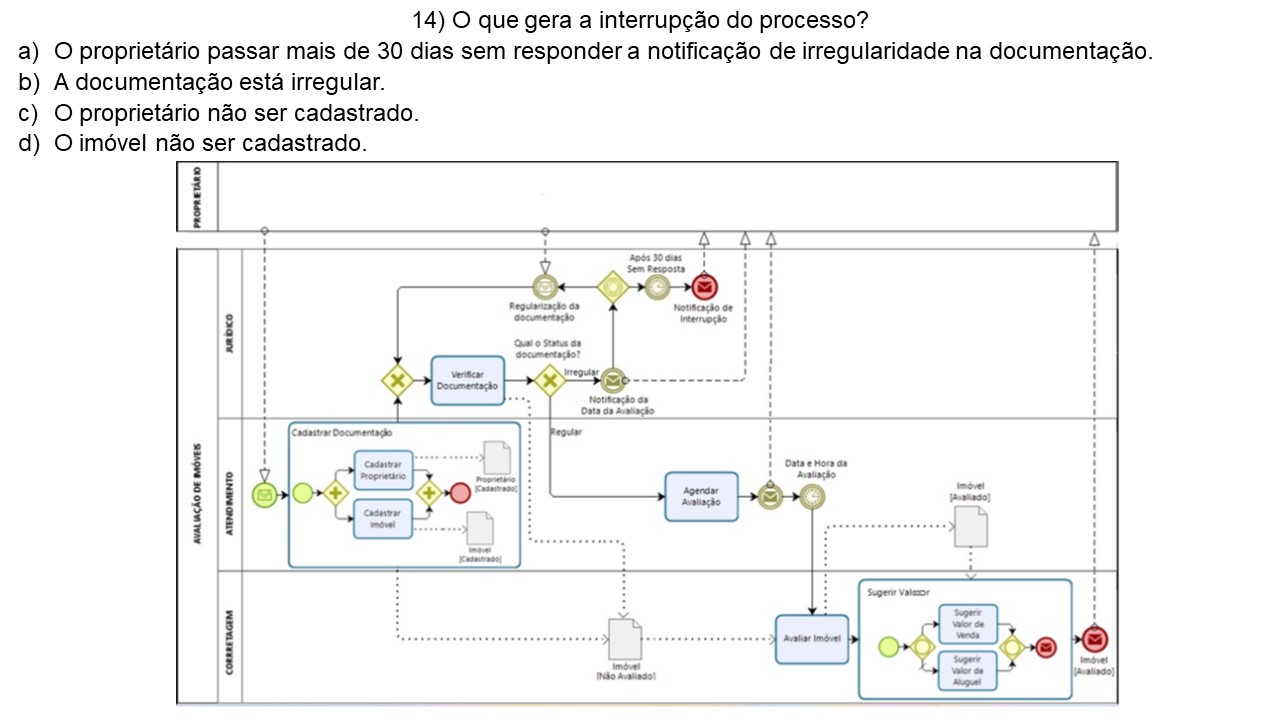 14) O que gera a interrupção do processo?
a) O proprietário passar mais de 30 dias sem responder a notificação de irregularidade na documentação.
b) A documentação está irregular.
c) O proprietário não ser cadastrado.
d) O imóvel não ser cadastrado.
PROPRIETÁRIO
AVALIAÇÃO DE IMÓVEIS
JURÍDICO
Após 30 dias
Sem Resposta
Regularização da
documentação
Notificação de
Interrupção
Qual o Status da
documentação?
Verificar
Documentação
Irregular
Notificação da
Data da Avaliação
Regular
ATENDIMENTO
Cadastrar Documentação
Cadastrar
Proprietário
Proprietário
[Cadastrado]
Cadastrar
Imóvel
Imóvel
[Cadastrado]
Agendar
Avaliação
Data e Hora da
Avaliação
Imóvel
[Avaliado]
CORRRETAGEM
Imóvel
[Não Avaliado]
Avaliar Imóvel
Sugerir
Valor de
Venda
Sugerir
Valor de
Aluguel
Imóvel
[Avaliado]